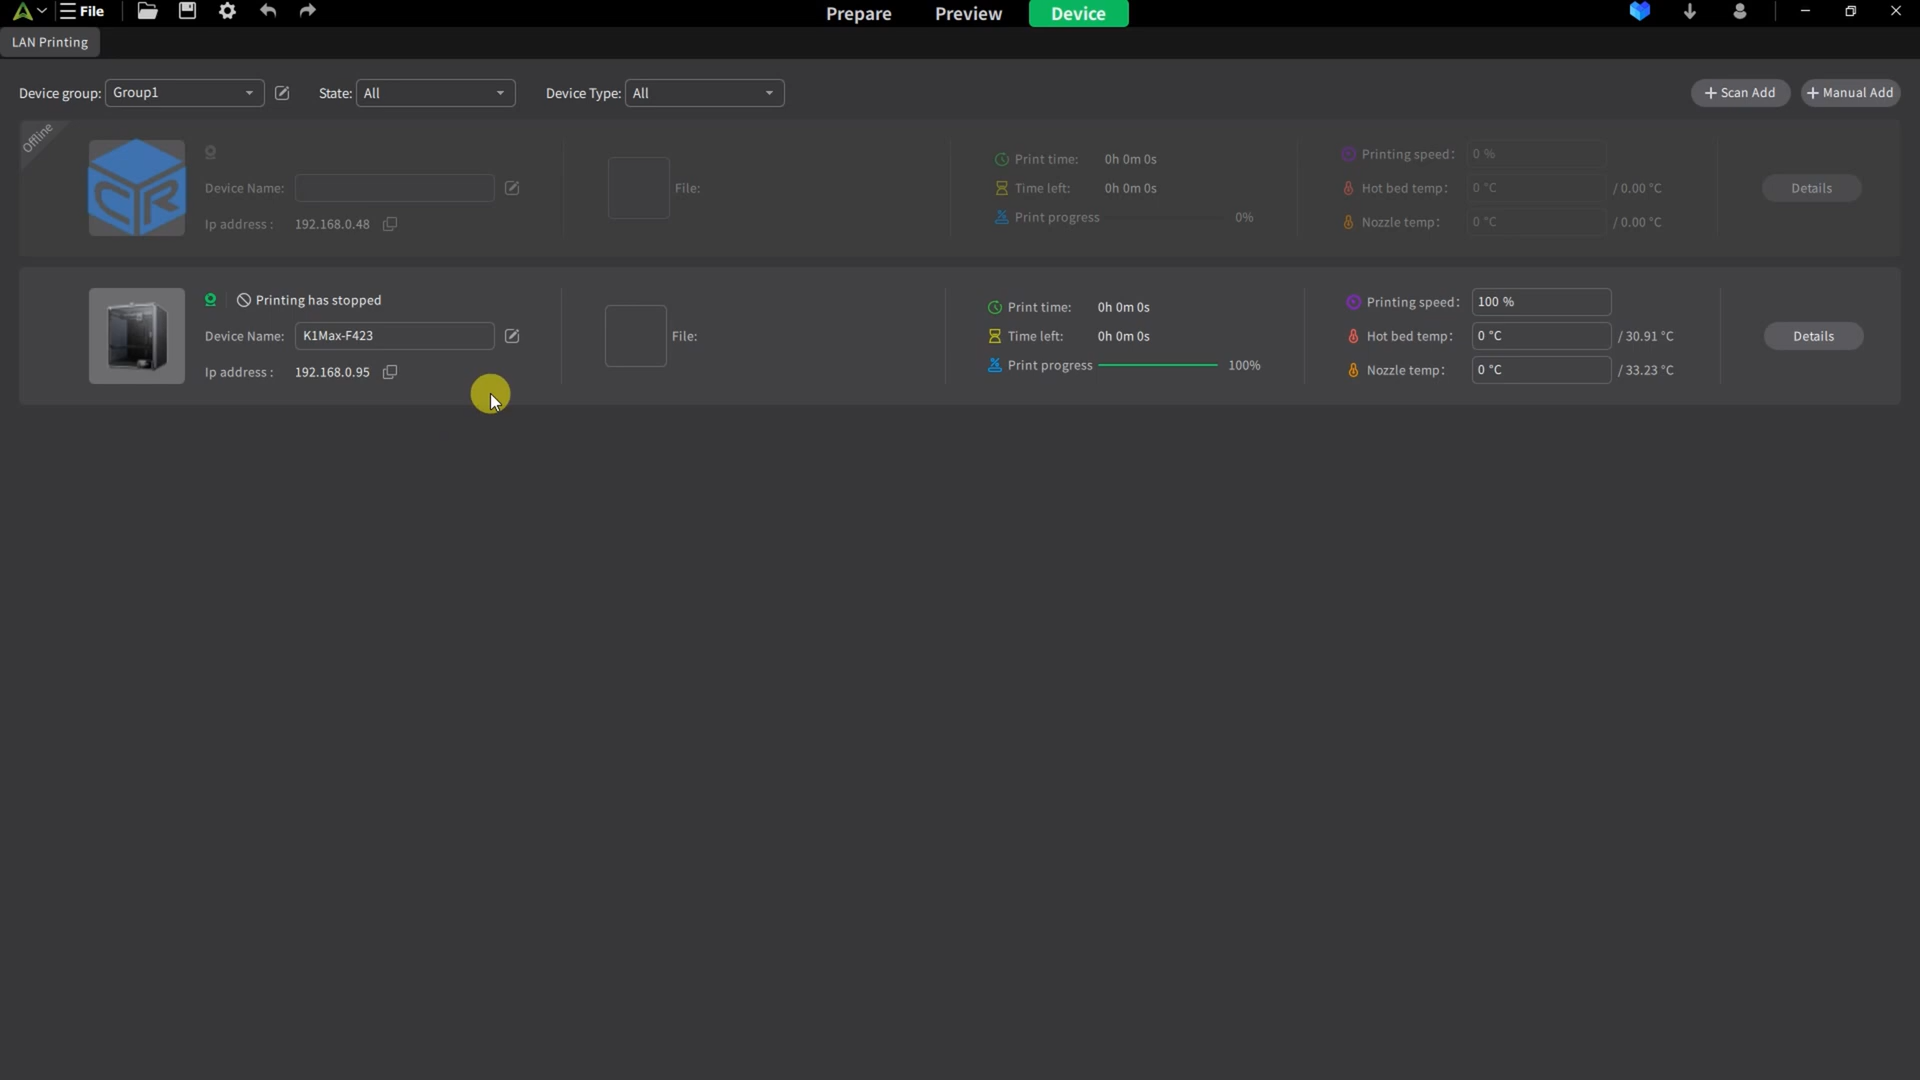 File
Prepare
Preview
Device
LAN Printing
Device group: Group1
State: All
Device Type: All
+ Scan Add
+ Manual Add
Offline
CR
Device Name:
Ip address : 192.168.0.48
File:
Print time: 0h 0m 0s
Time left: 0h 0m 0s
Print progress 0%
Printing speed: 0 %
Hot bed temp: 0 °C / 0.00 °C
Nozzle temp: 0 °C / 0.00 °C
Details
Printing has stopped
Device Name: K1Max-F423
Ip address : 192.168.0.95
File:
Print time: 0h 0m 0s
Time left: 0h 0m 0s
Print progress 100%
Printing speed: 100 %
Hot bed temp: 0 °C / 30.91 °C
Nozzle temp: 0 °C / 33.23 °C
Details